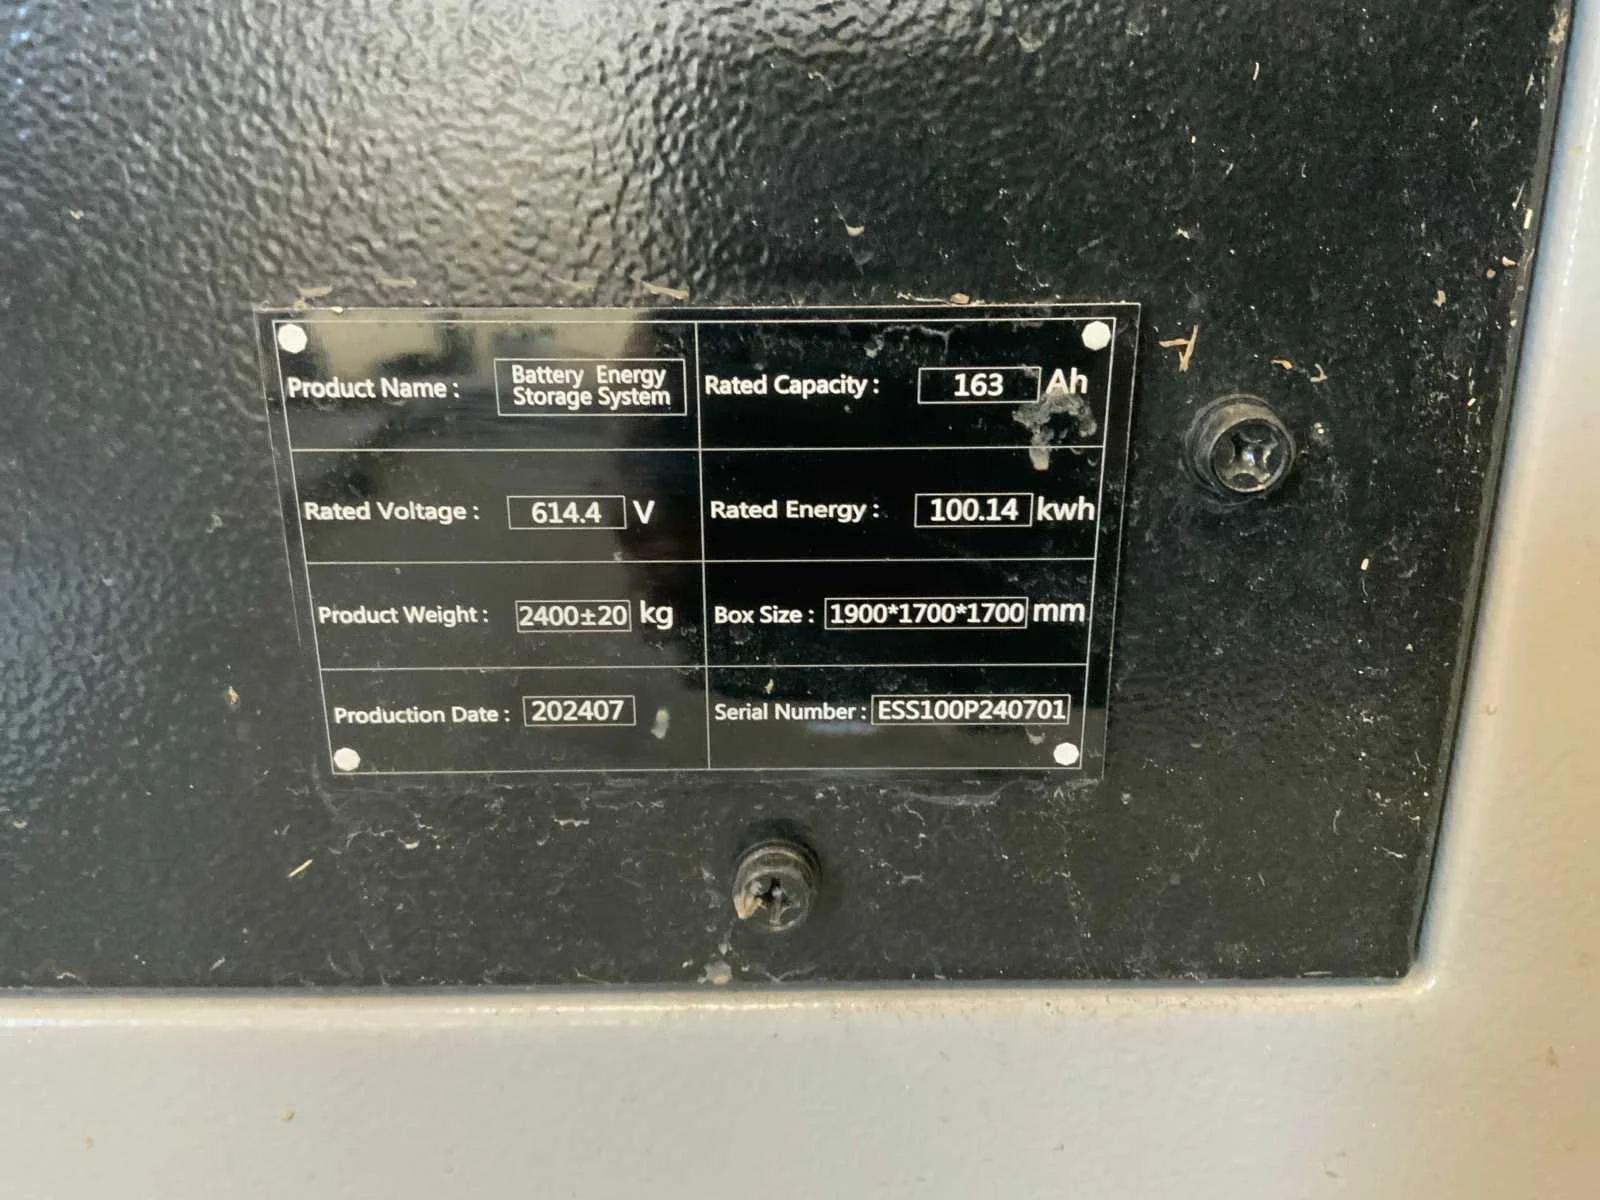 Product Name : Battery Energy Storage System
Rated Capacity : 163 Ah
Rated Voltage : 614.4 V
Rated Energy : 100.14 kwh
Product Weight : 2400±20 kg
Box Size : 1900*1700*1700 mm
Production Date : 202407
Serial Number : ESS100P240701